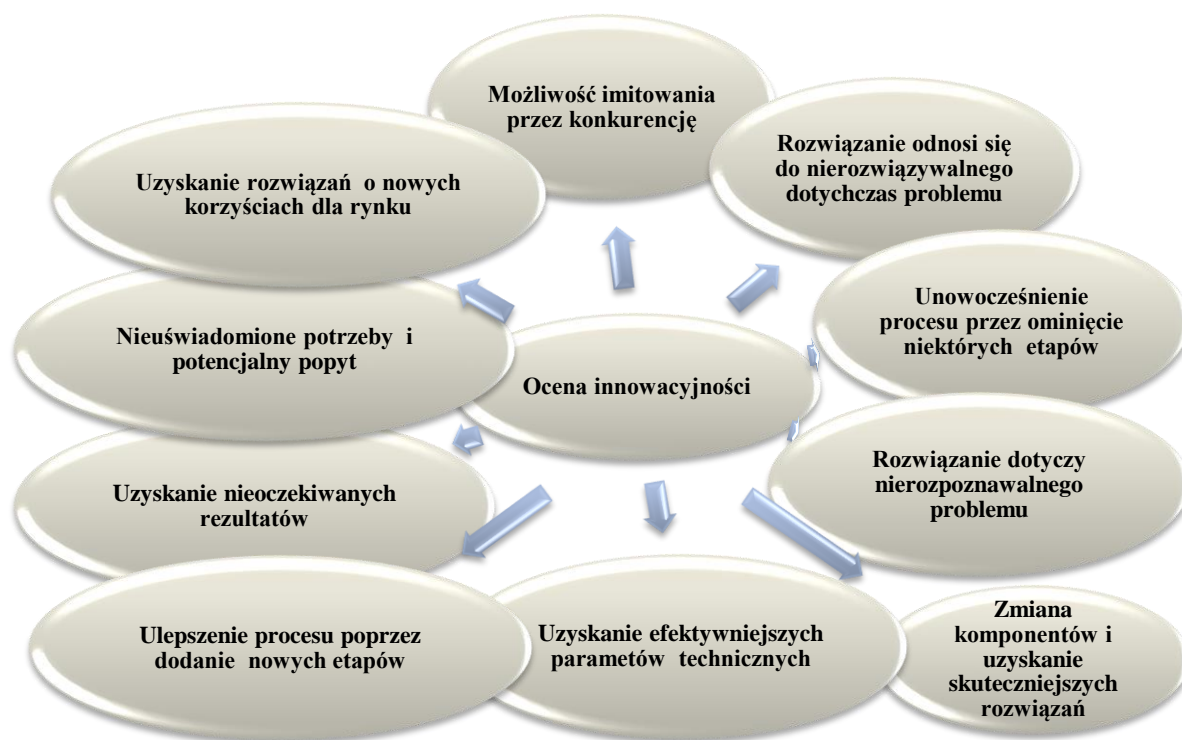 Możliwość imitowania
przez konkurencję
Rozwiązanie odnosi się
do nierozwiązywalnego
dotychczas problemu
Uzyskanie rozwiązań o nowych
korzyściach dla rynku
Unowocześnienie
procesu przez ominięcie
niektórych etapów
Nieuświadomione potrzeby i
potencjalny popyt
Ocena innowacyjności
Rozwiązanie dotyczy
nierozpoznawalnego
problemu
Uzyskanie nieoczekiwanych
rezultatów
Zmiana
komponentów i
uzyskanie
skuteczniejszych
rozwiązań
Ulepszenie procesu poprzez
dodanie nowych etapów
Uzyskanie efektywniejszych
parametów technicznych